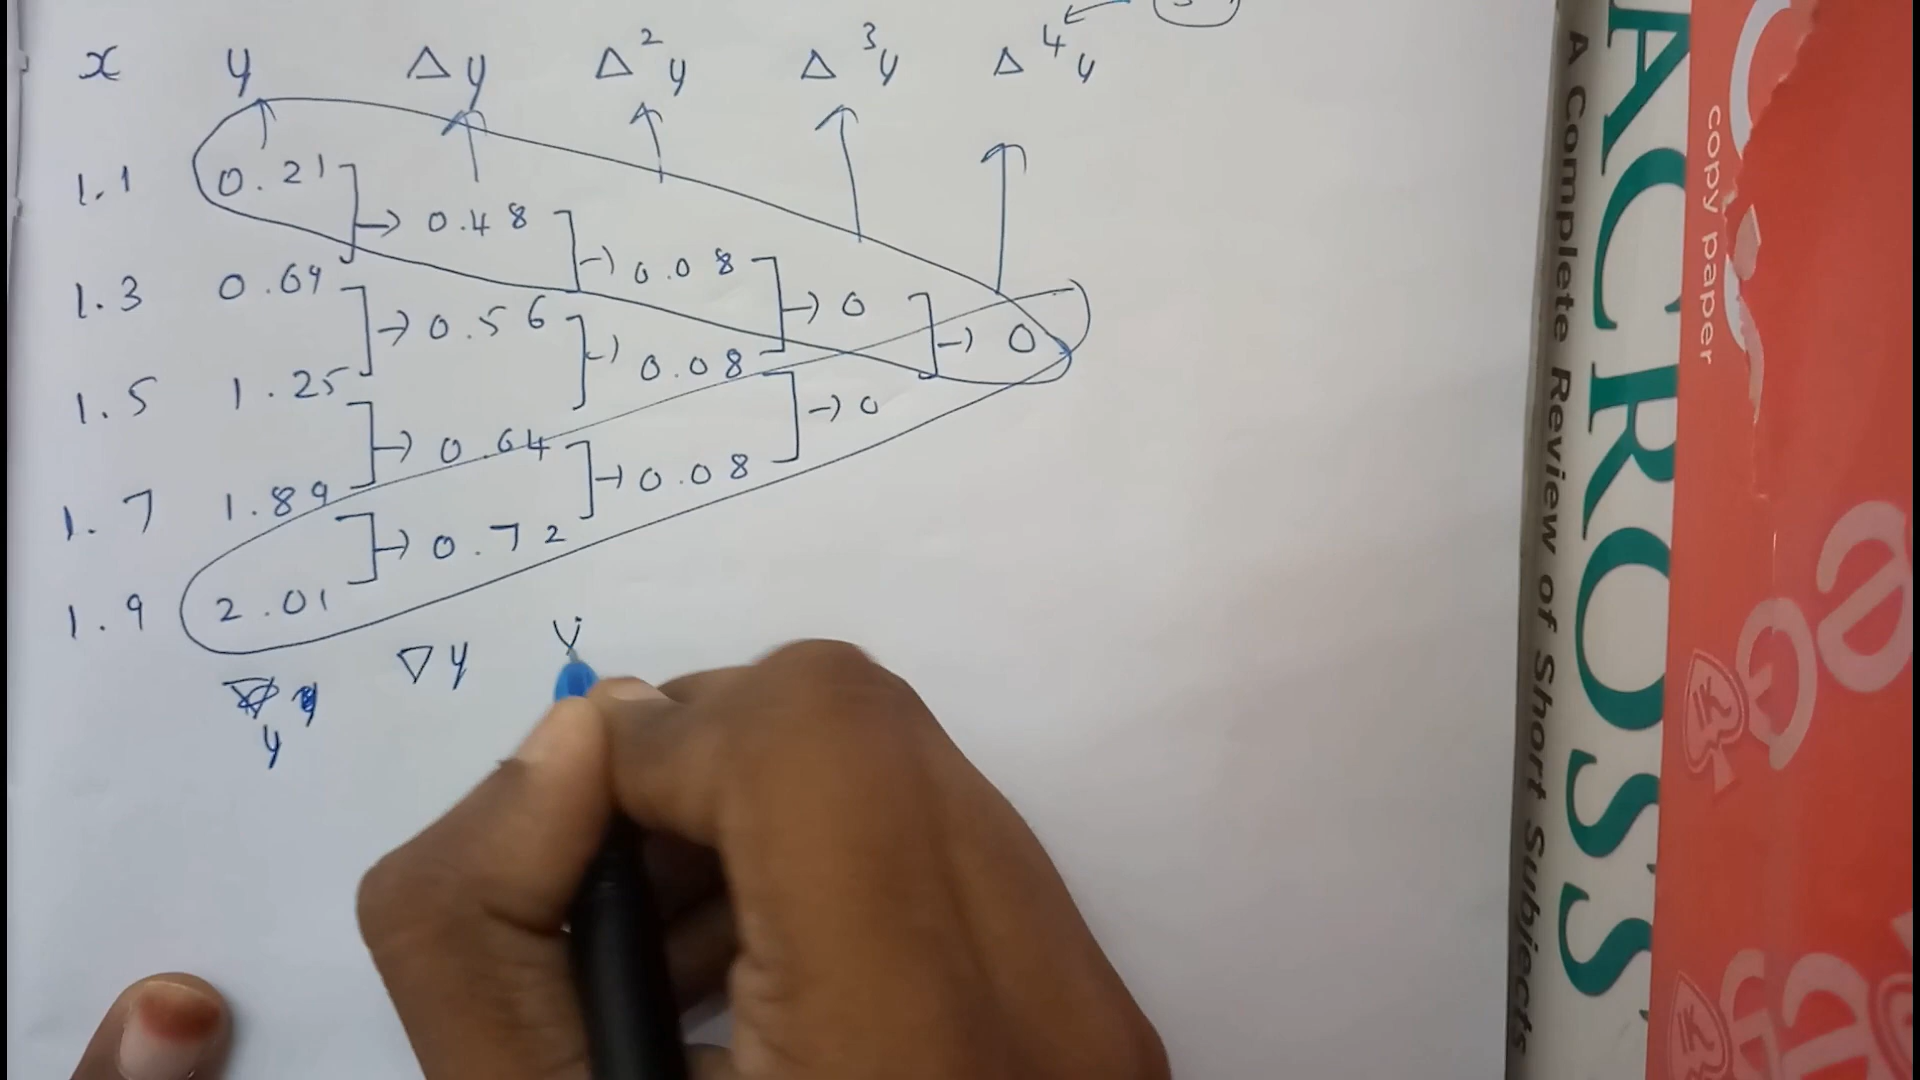 x y Δy Δ²y Δ³y Δ⁴y
1.1 0.21 → 0.48 → 0.08 → 0 → 0
1.3 0.69 → 0.56 → 0.08 → 0
1.5 1.25 → 0.64 → 0.08
1.7 1.89 → 0.72
1.9 2.01
∇y
y
ACROSS
A Complete Review of Short Subjects
copy paper